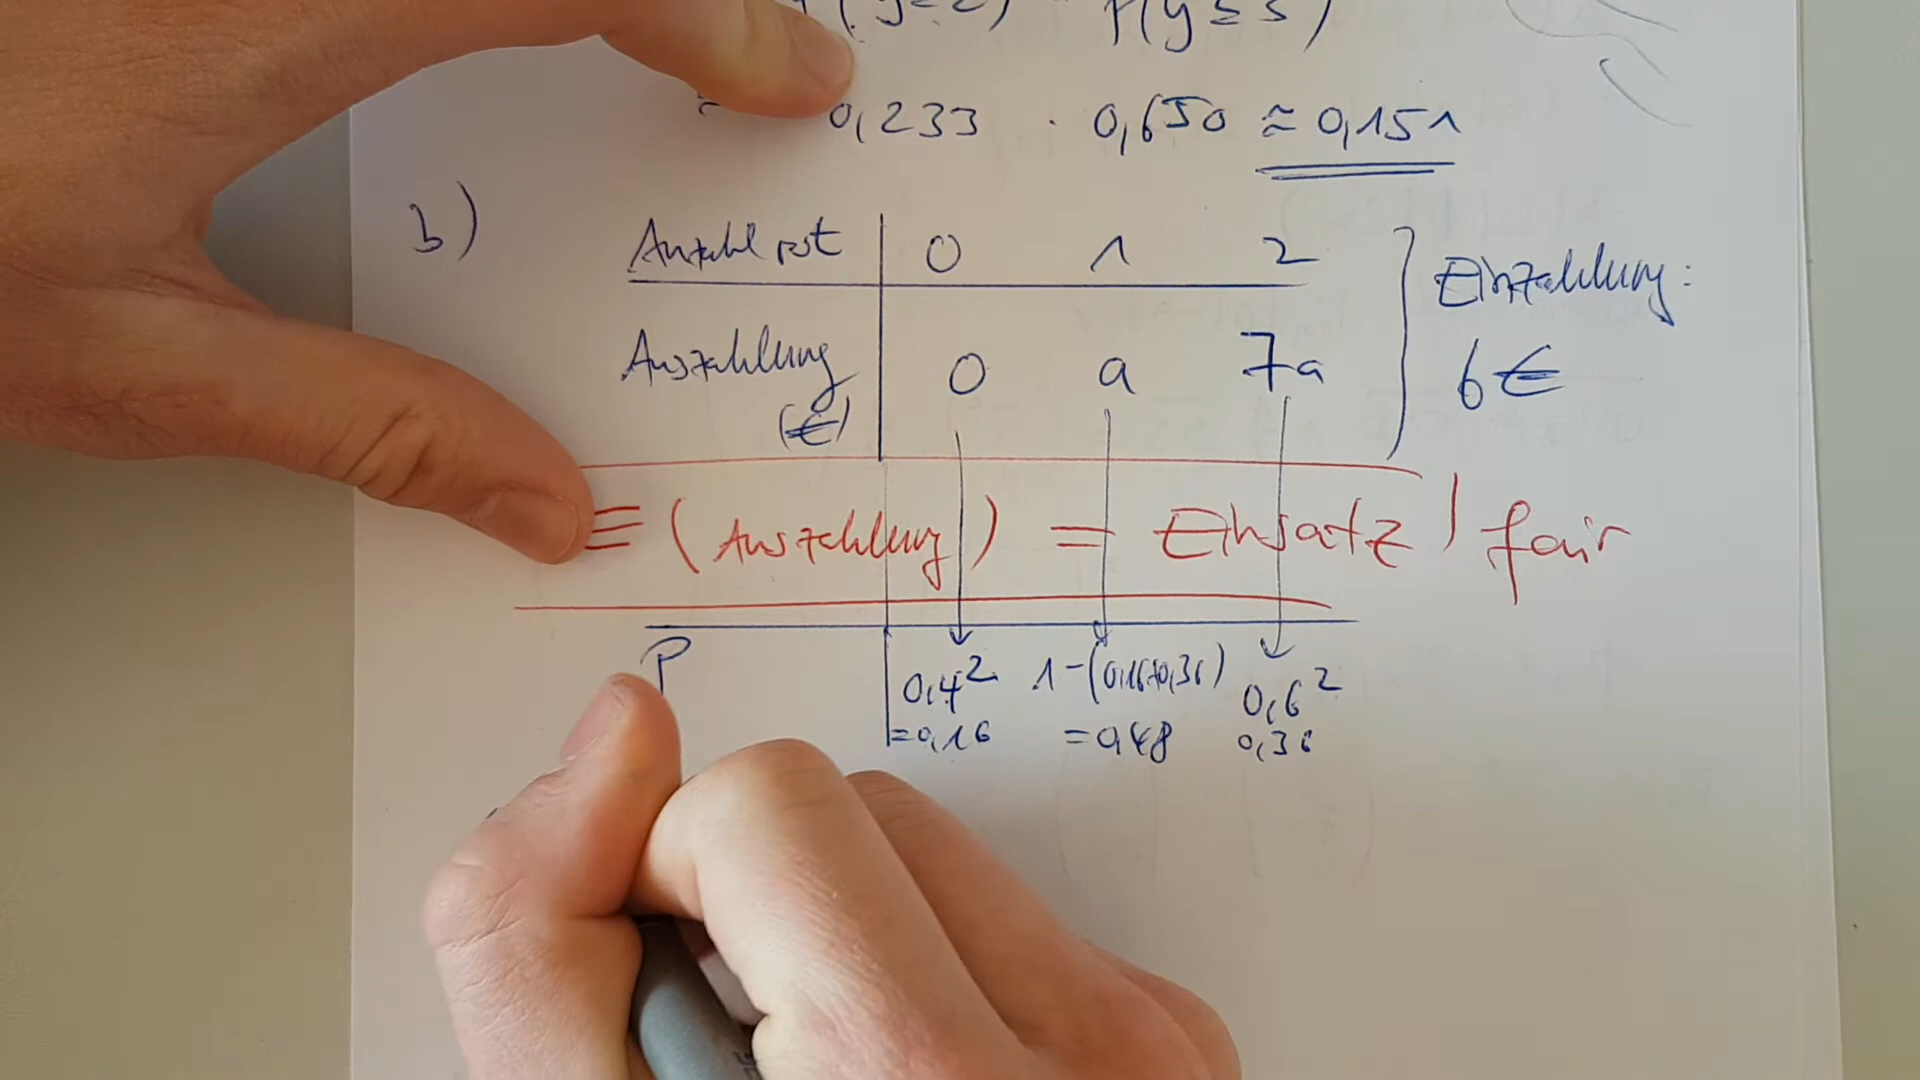 P(y≤5)
≈ 0,233 · 0,650 ≈ 0,151
b)
Anzahl rot 0 1 2
Einzahlung:
Auszahlung (€) 0 a 7a
6€
E(Auszahlung) = Einsatz / fair
P 0,4² 1-(0,16+0,36) 0,6²
=0,16 =0,48 0,36